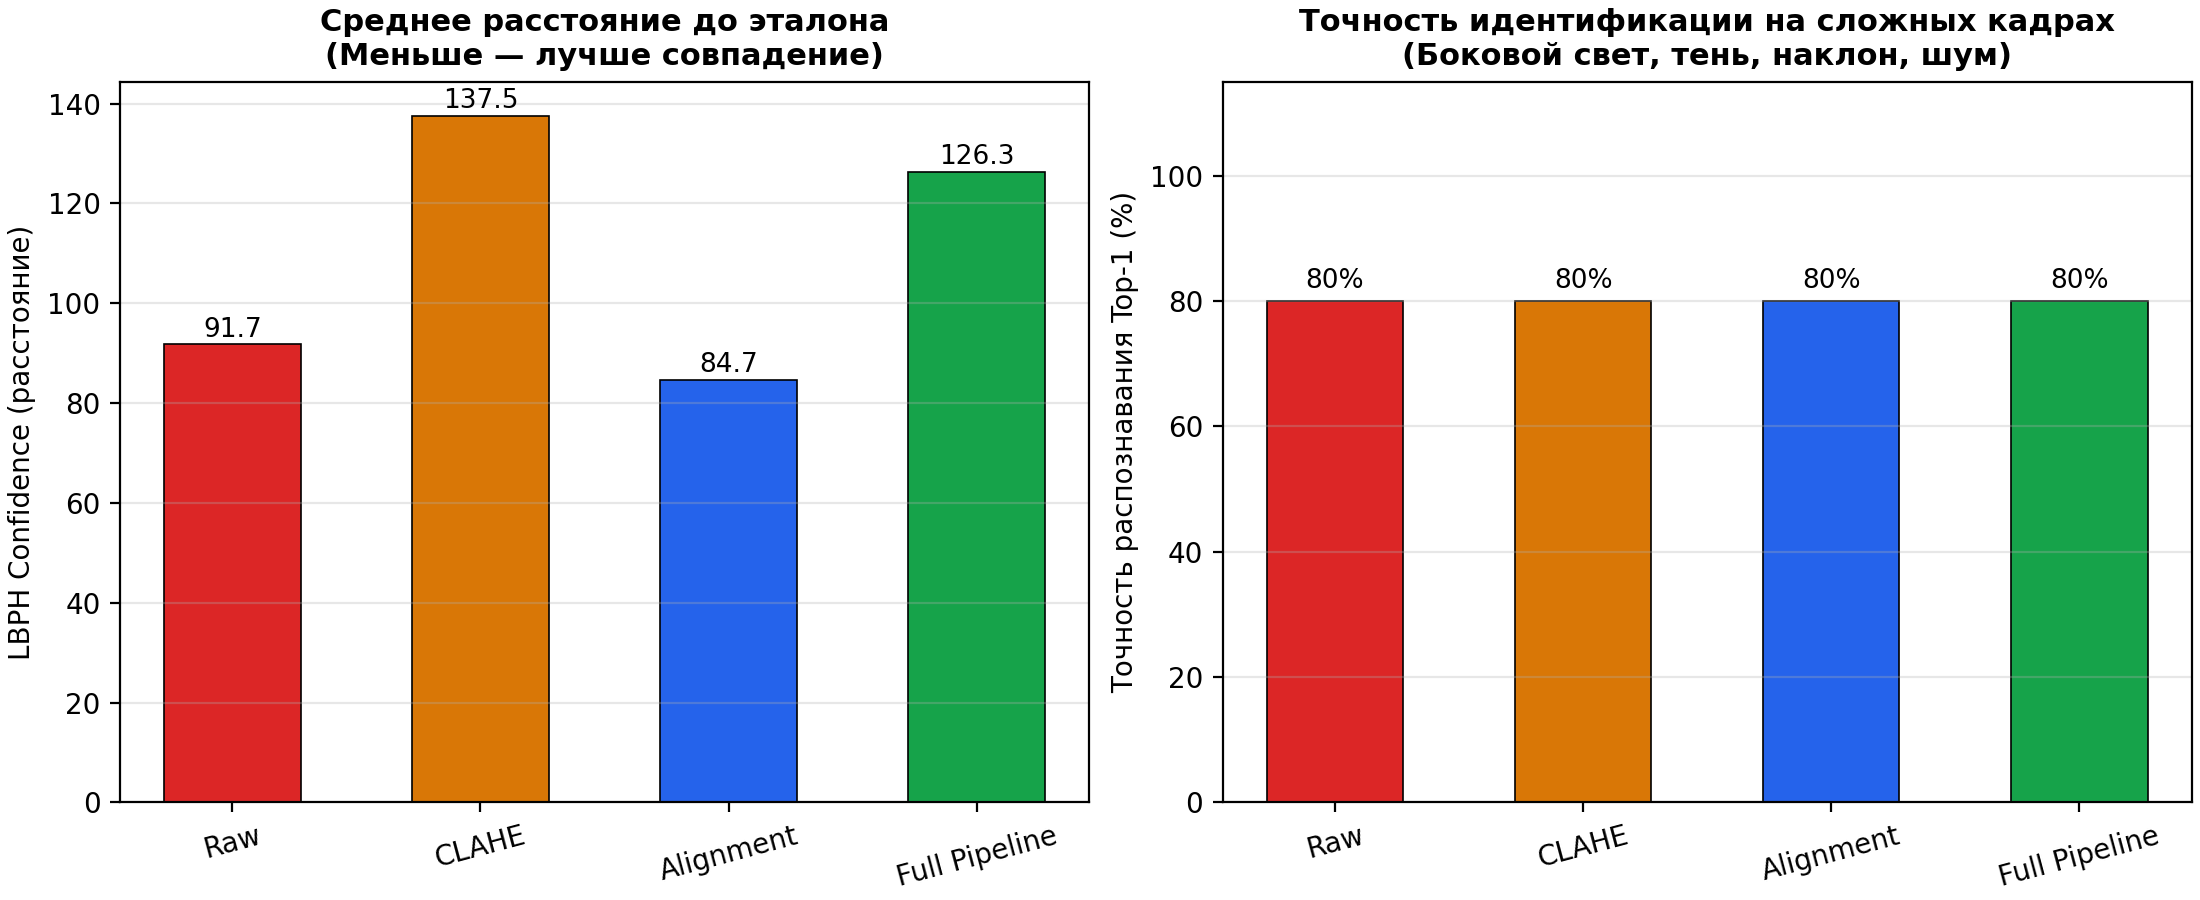 Среднее расстояние до эталона
(Меньше — лучше совпадение)
LBPH Confidence (расстояние)
140
120
100
80
60
40
20
0
91.7
137.5
84.7
126.3
Raw
CLAHE
Alignment
Full Pipeline
Точность идентификации на сложных кадрах
(Боковой свет, тень, наклон, шум)
Точность распознавания Top-1 (%)
100
80
60
40
20
0
80%
80%
80%
80%
Raw
CLAHE
Alignment
Full Pipeline